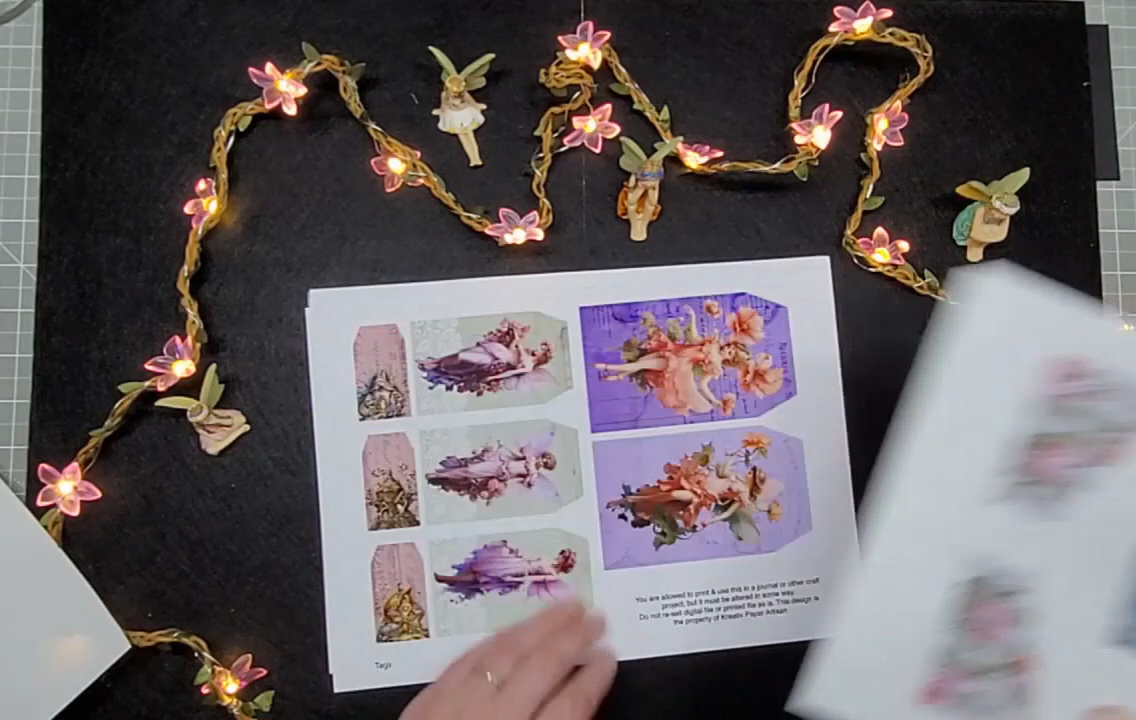 You are allowed to print & use this in a journal or other craft
project, but it must be altered in some way.
Do not re-sell digital file or printed file as is. This design is
the property of Kreativ Paper Artisan
Tags